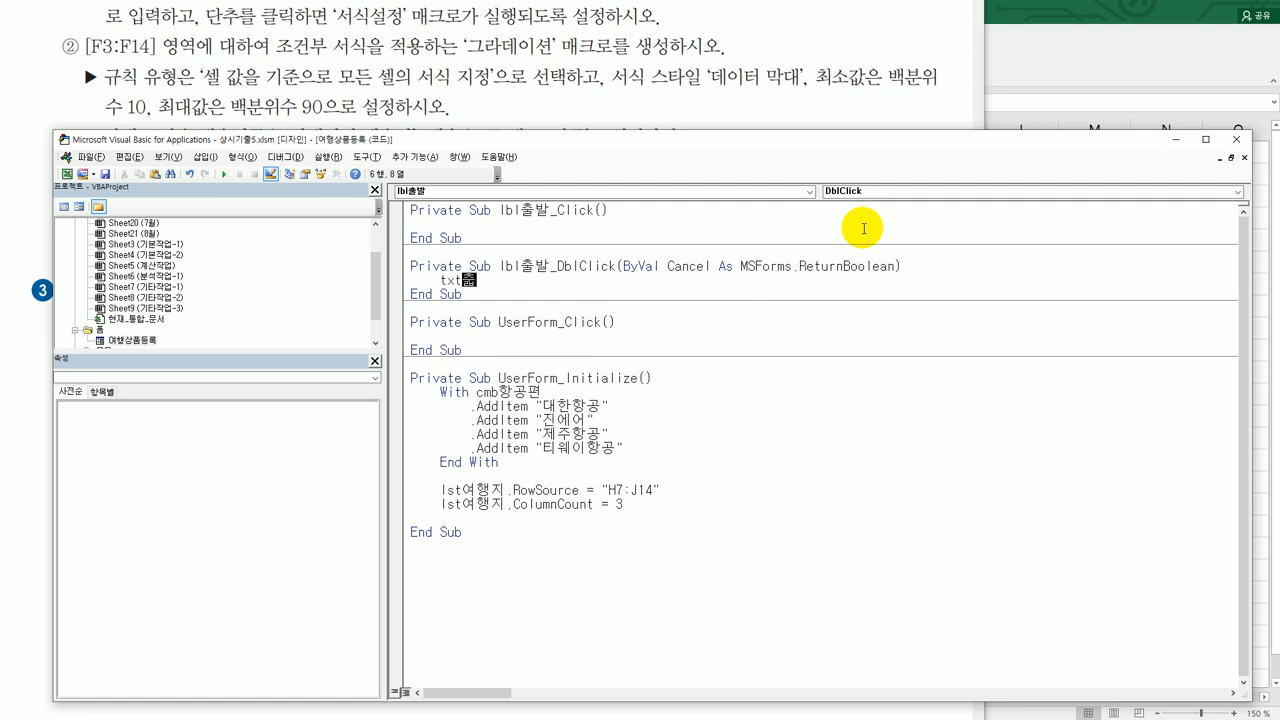 로 입력하고, 단추를 클릭하면 '서식설정' 매크로가 실행되도록 설정하시오.
공유
② [F3:F14] 영역에 대하여 조건부 서식을 적용하는 '그라데이션' 매크로를 생성하시오.
▶ 규칙 유형은 '셀 값을 기준으로 모든 셀의 서식 지정'으로 선택하고, 서식 스타일 '데이터 막대', 최소값은 백분위
수 10, 최대값은 백분위수 90으로 설정하시오.
Microsoft Visual Basic for Applications - 상시기출5.xlsm [디자인] - [여행상품등록 (코드)]
파일(F) 편집(E) 보기(V) 삽입(I) 형식(O) 디버그(D) 실행(R) 도구(T) 추가 기능(A) 창(W) 도움말(H)
6 행, 8 열
프로젝트 - VBAProject
lbl출발
DblClick
Sheet20 (7월)
Sheet21 (8월)
Sheet3 (기본작업-1)
Sheet4 (기본작업-2)
Sheet5 (계산작업)
Sheet6 (분석작업-1)
Sheet7 (기타작업-1)
Sheet8 (기타작업-2)
Sheet9 (기타작업-3)
현재_통합_문서
폼
여행상품등록
3
속성
사전순 항목별
Private Sub lbl출발_Click()
End Sub
Private Sub lbl출발_DblClick(ByVal Cancel As MSForms.ReturnBoolean)
txt
End Sub
Private Sub UserForm_Click()
End Sub
Private Sub UserForm_Initialize()
With cmb항공편
.AddItem "대한항공"
.AddItem "진에어"
.AddItem "제주항공"
.AddItem "티웨이항공"
End With
lst여행지.RowSource = "H7:J14"
lst여행지.ColumnCount = 3
End Sub
150 %